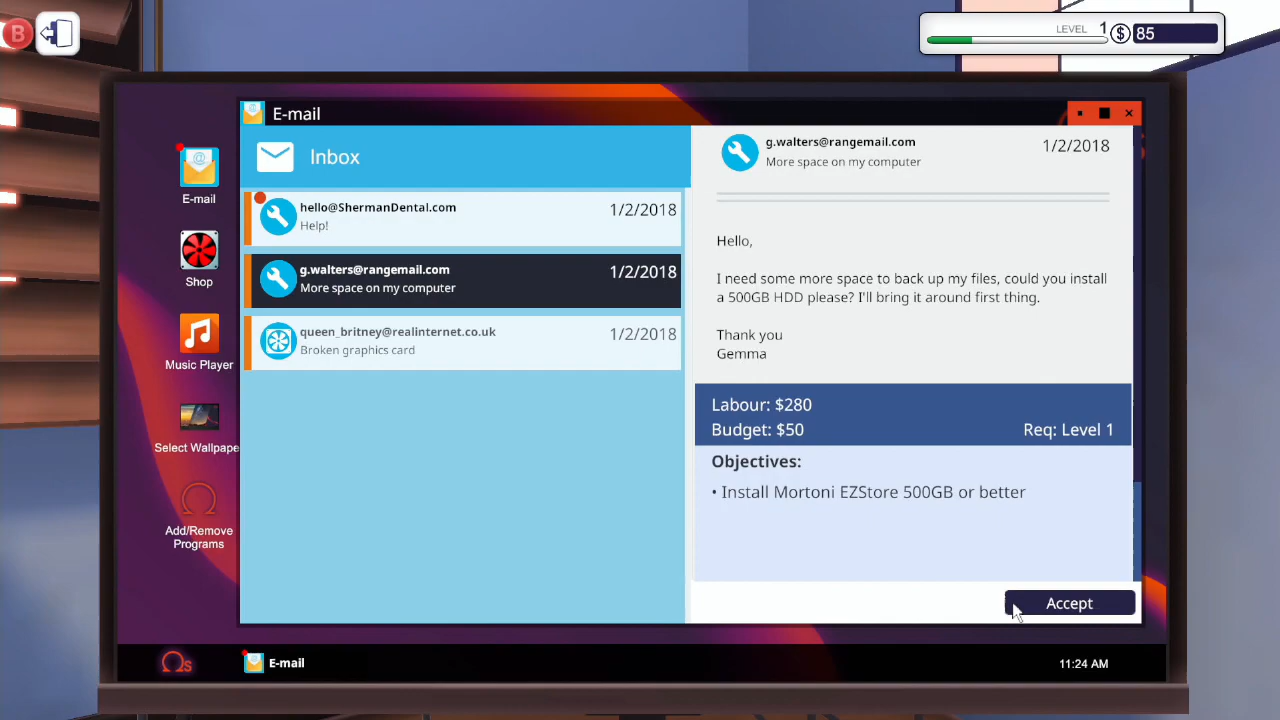 B
LEVEL 1
$ 85
E-mail
Shop
Music Player
Select Wallpape
Add/Remove
Programs
E-mail
Inbox
hello@ShermanDental.com
1/2/2018
Help!
g.walters@rangemail.com
1/2/2018
More space on my computer
queen_britney@realinternet.co.uk
1/2/2018
Broken graphics card
g.walters@rangemail.com
1/2/2018
More space on my computer
Hello,
I need some more space to back up my files, could you install
a 500GB HDD please? I'll bring it around first thing.
Thank you
Gemma
Labour: $280
Budget: $50
Req: Level 1
Objectives:
• Install Mortoni EZStore 500GB or better
Accept
Ωs
E-mail
11:24 AM